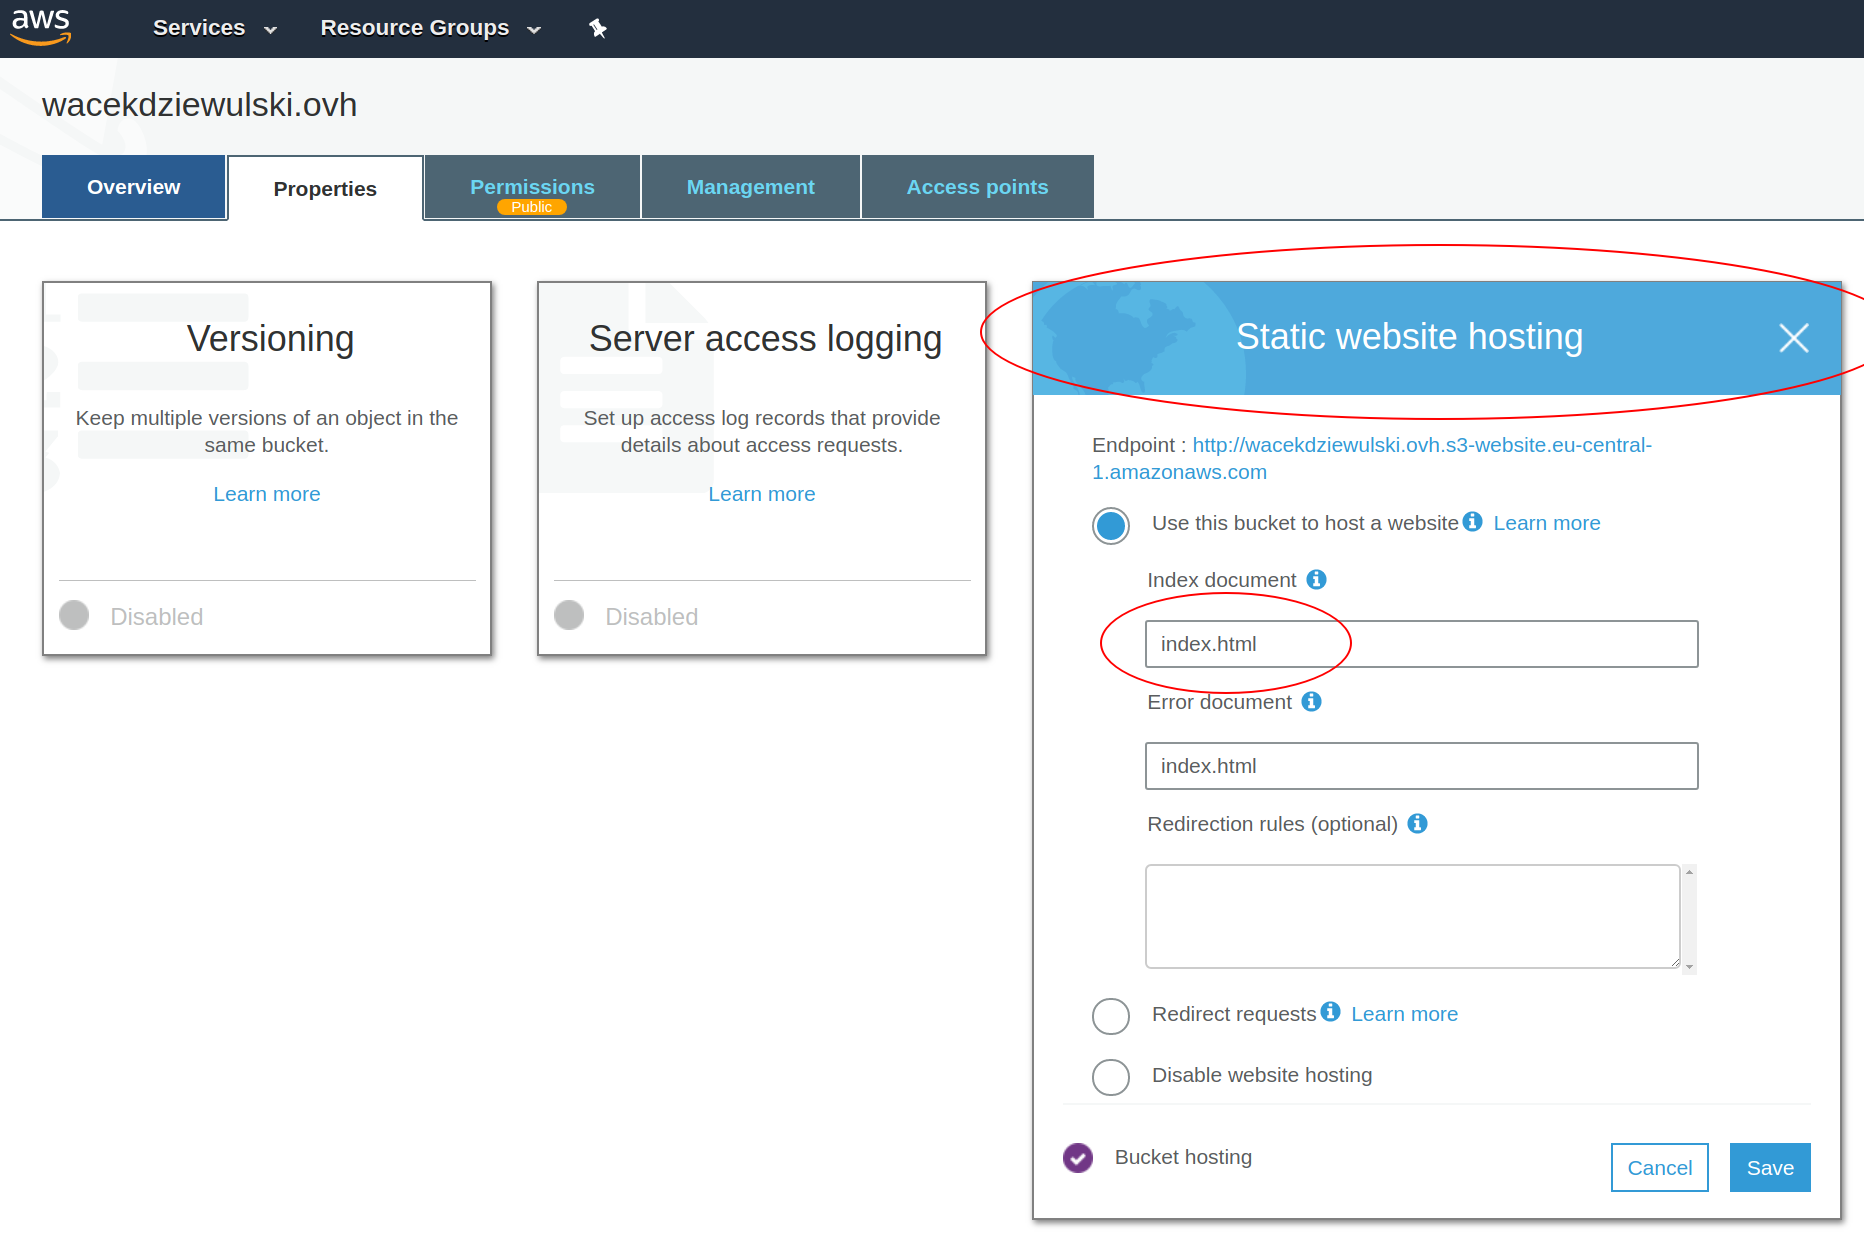 aws
Services
Resource Groups
wacekdziewulski.ovh
Overview
Properties
Permissions
Public
Management
Access points
Versioning
Keep multiple versions of an object in the
same bucket.
Learn more
Disabled
Server access logging
Set up access log records that provide
details about access requests.
Learn more
Disabled
Static website hosting
Endpoint : http://wacekdziewulski.ovh.s3-website.eu-central-
1.amazonaws.com
Use this bucket to host a website Learn more
Index document
index.html
Error document
index.html
Redirection rules (optional)
Redirect requests Learn more
Disable website hosting
Bucket hosting
Cancel
Save